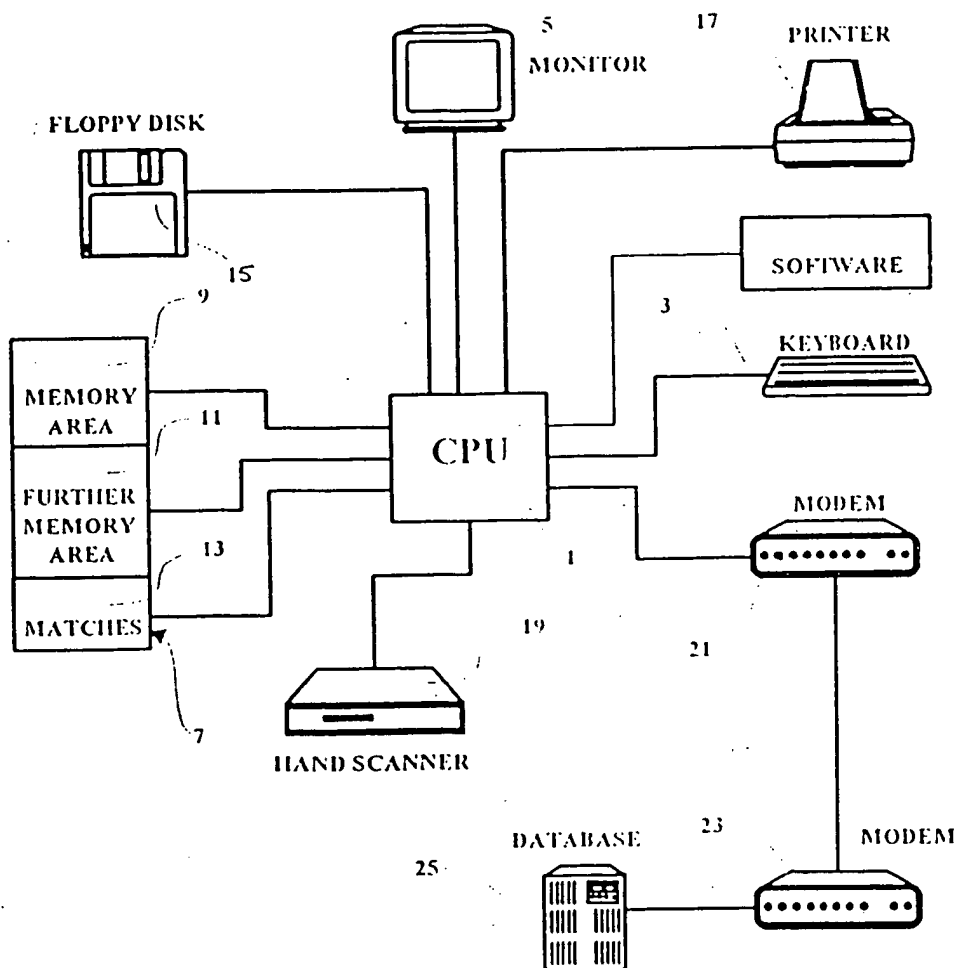 5
17
PRINTER
MONITOR
FLOPPY DISK
15
SOFTWARE
9
3
KEYBOARD
MEMORY
AREA
11
CPU
FURTHER
MEMORY
AREA
MODEM
13
1
MATCHES
19
21
7
HAND SCANNER
DATABASE
23
MODEM
25